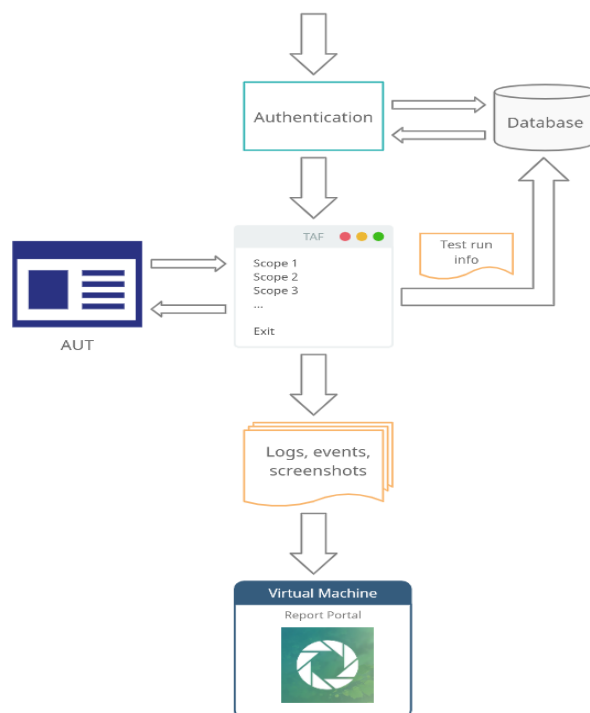 Authentication
Database
TAF
Scope 1
Scope 2
Scope 3
...
Exit
Test run
info
AUT
Logs, events,
screenshots
Virtual Machine
Report Portal